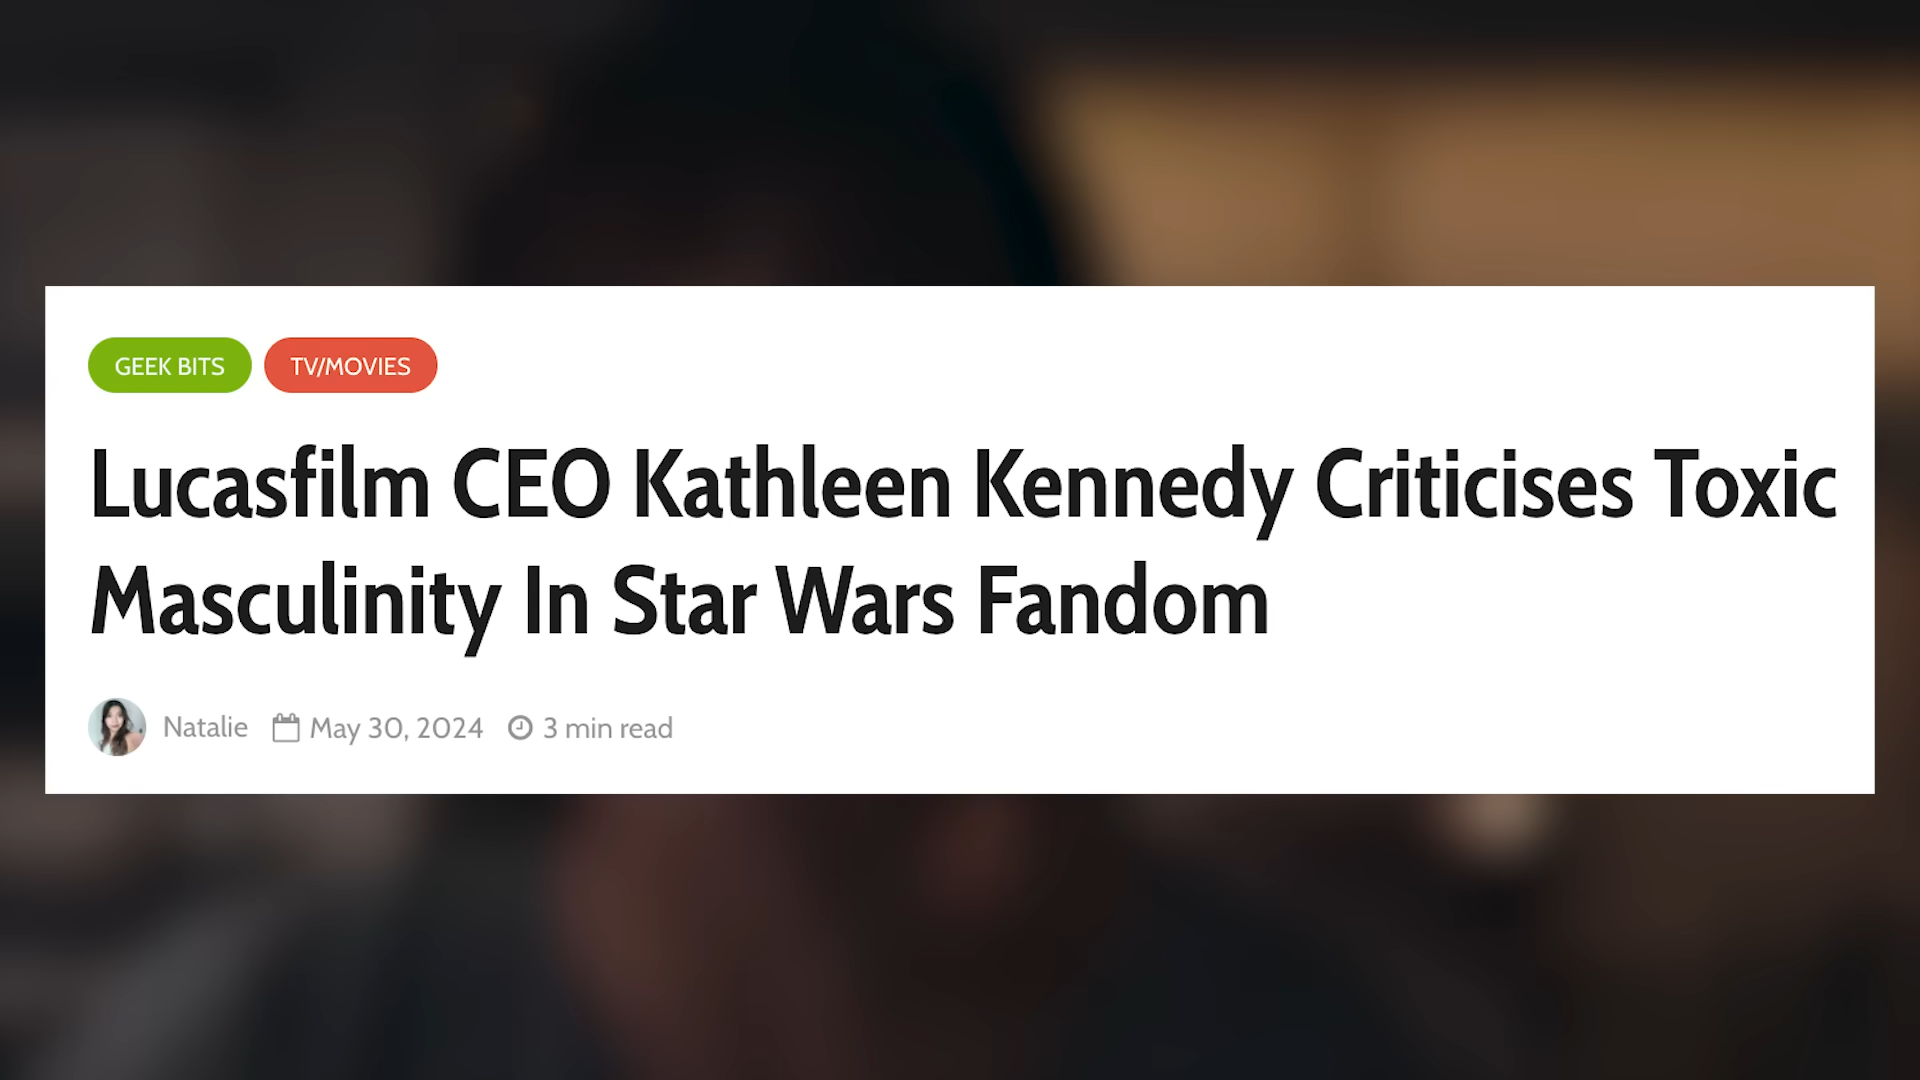 GEEK BITS TV/MOVIES
Lucasfilm CEO Kathleen Kennedy Criticises Toxic
Masculinity In Star Wars Fandom
Natalie May 30, 2024 3 min read